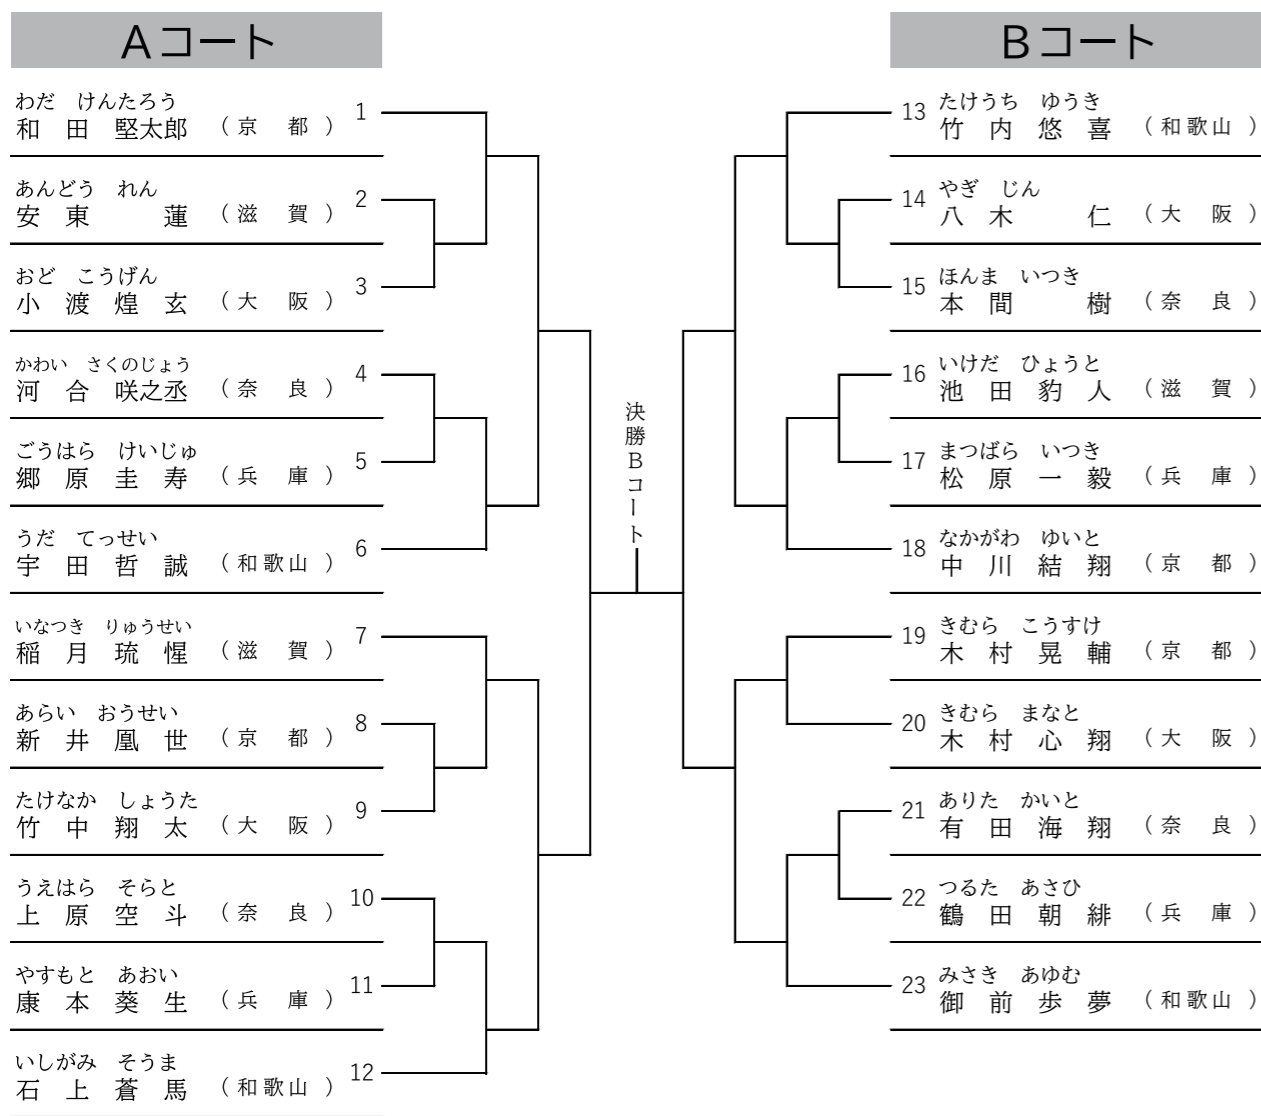 Aコート
わだ けんたろう
和田 堅太郎 (京都) 1
あんどう れん
安東 蓮 (滋賀) 2
おど こうげん
小渡煌玄 (大阪) 3
かわい さくのじょう
河合 咲之丞 (奈良) 4
ごうはら けいじゅ
郷原圭寿 (兵庫) 5
うだ てっせい
宇田哲誠 (和歌山) 6
いなつき りゅうせい
稲月琉惺 (滋賀) 7
あらい おうせい
新井凰世 (京都) 8
たけなか しょうた
竹中翔太 (大阪) 9
うえはら そらと
上原空斗 (奈良) 10
やすもと あおい
康本葵生 (兵庫) 11
いしがみ そうま
石上蒼馬 (和歌山) 12
決勝Bコート
Bコート
たけうち ゆうき
13 竹内悠喜 (和歌山)
やぎ じん
14 八木 仁 (大阪)
ほんま いつき
15 本間 樹 (奈良)
いけだ ひょうと
16 池田豹人 (滋賀)
まつばら いつき
17 松原一毅 (兵庫)
なかがわ ゆいと
18 中川結翔 (京都)
きむら こうすけ
19 木村晃輔 (京都)
きむら まなと
20 木村心翔 (大阪)
ありた かいと
21 有田海翔 (奈良)
つるた あさひ
22 鶴田朝緋 (兵庫)
みさき あゆむ
23 御前歩夢 (和歌山)